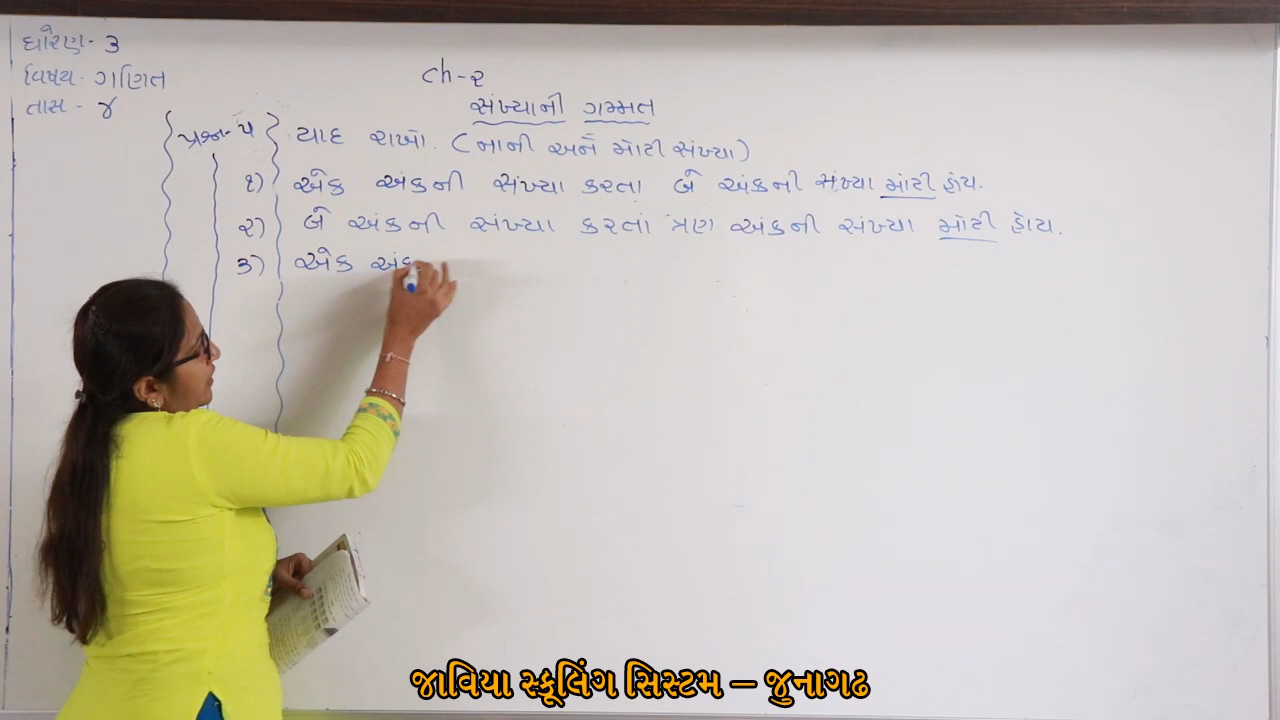 ધોરણ- ૩
વિષય- ગણિત
તાસ - ૪
ch-૨
સંખ્યાની ગમ્મત
પ્રશ્ન-૫ યાદ રાખો. (નાની અને મોટી સંખ્યા)
૧) એક અંકની સંખ્યા કરતા બે અંકની સંખ્યા મોટી હોય.
૨) બે અંકની સંખ્યા કરતાં ત્રણ અંકની સંખ્યા મોટી હોય.
૩) એક અંક
જાવિયા સ્કૂલિંગ સિસ્ટમ – જુનાગઢ